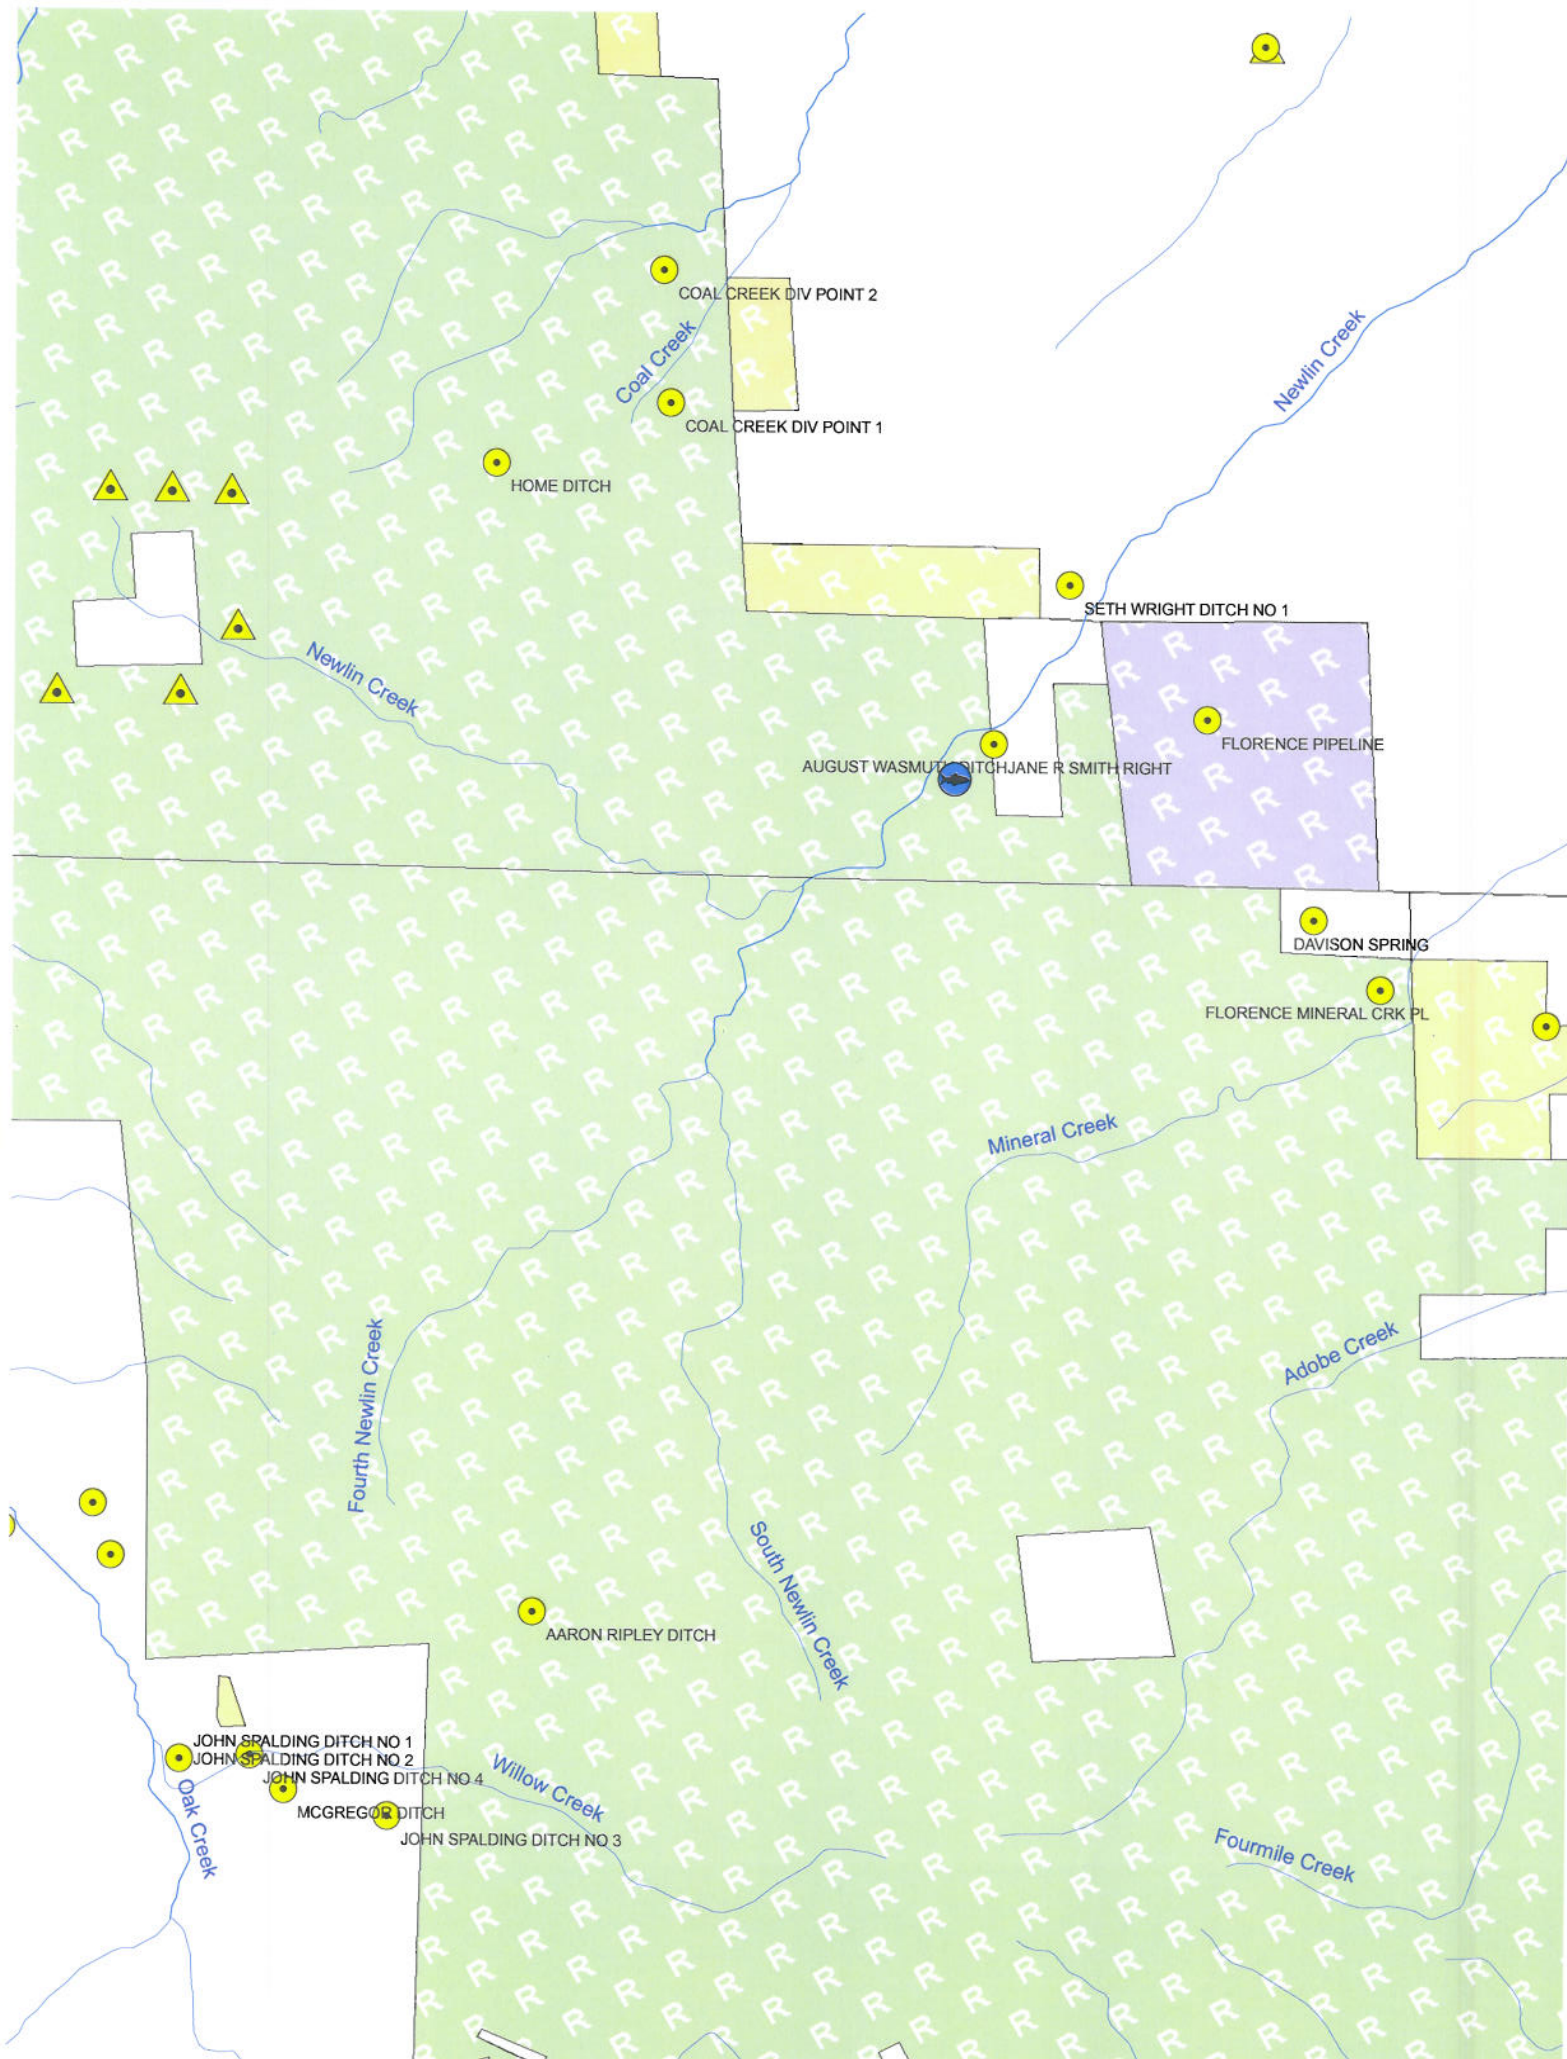 COAL CREEK DIV POINT 2
Coal Creek
Newlin Creek
COAL CREEK DIV POINT 1
HOME DITCH
SETH WRIGHT DITCH NO 1
Newlin Creek
FLORENCE PIPELINE
AUGUST WASMUTH DITCH JANE R SMITH RIGHT
DAVISON SPRING
FLORENCE MINERAL CRK PL
Mineral Creek
Adobe Creek
Fourth Newlin Creek
South Newlin Creek
AARON RIPLEY DITCH
JOHN SPALDING DITCH NO 1
JOHN SPALDING DITCH NO 2
JOHN SPALDING DITCH NO 4
Willow Creek
Oak Creek
MCGREGOR DITCH
JOHN SPALDING DITCH NO 3
Fourmile Creek